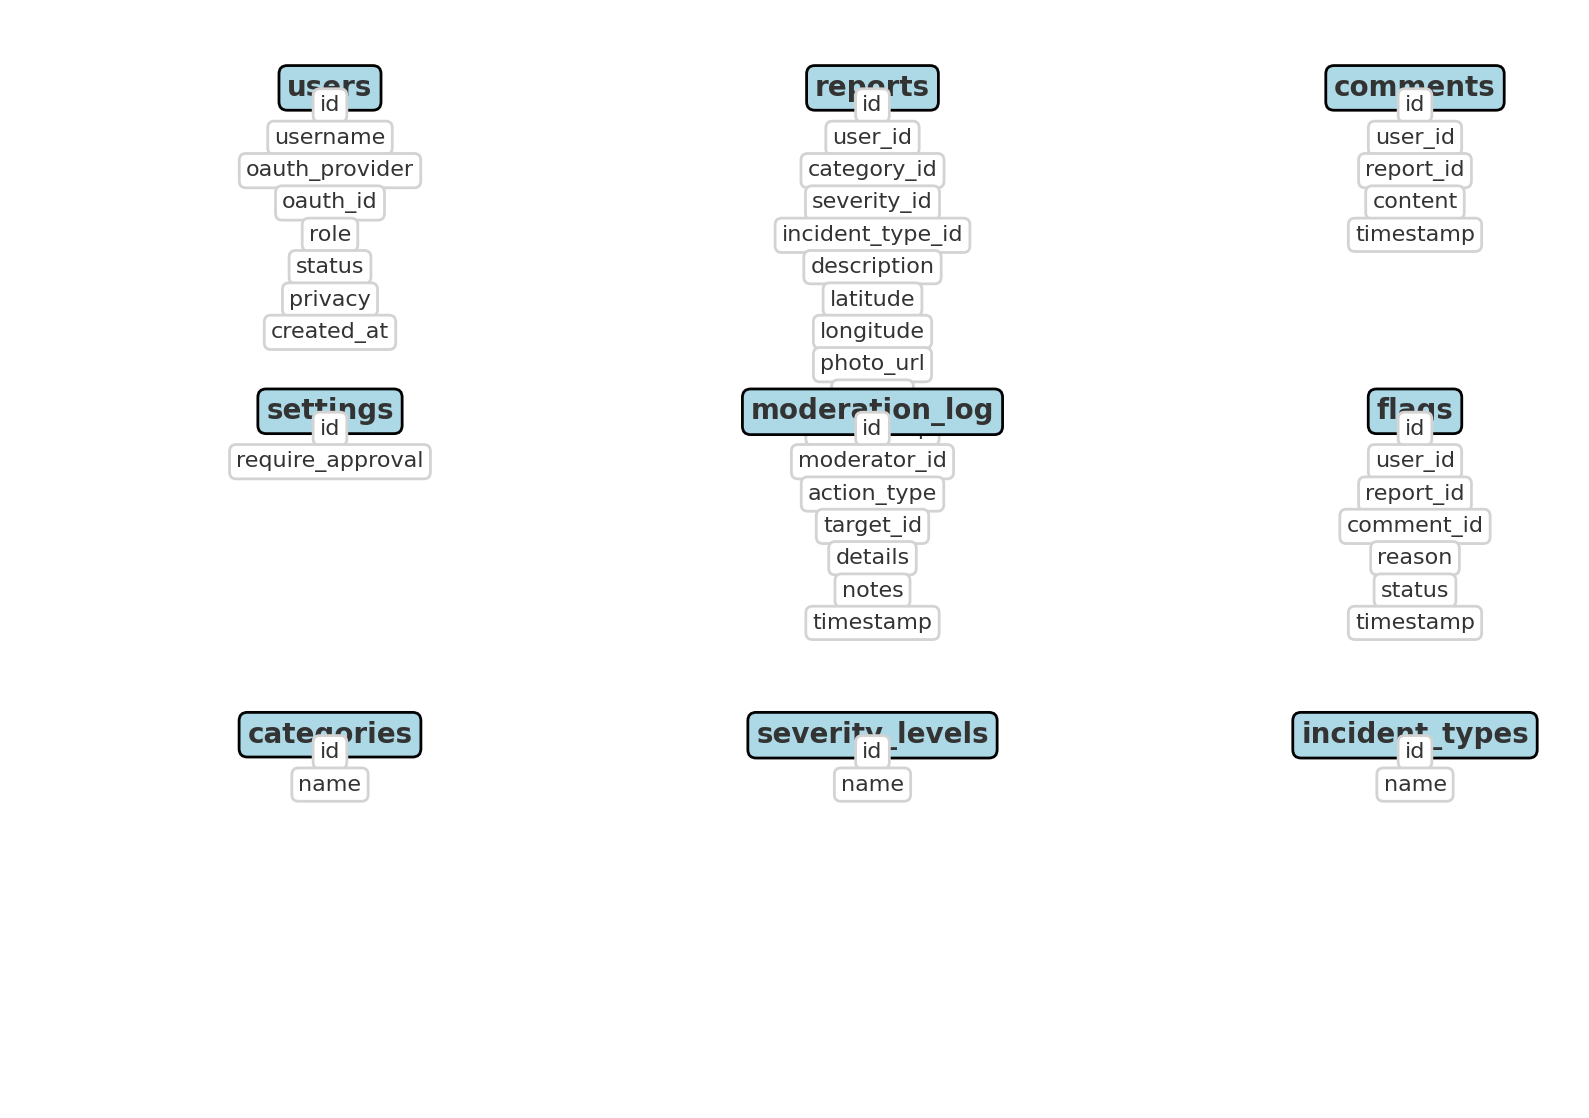 users
id
username
oauth_provider
oauth_id
role
status
privacy
created_at
reports
id
user_id
category_id
severity_id
incident_type_id
description
latitude
longitude
photo_url
comments
id
user_id
report_id
content
timestamp
settings
id
require_approval
moderation_log
id
moderator_id
action_type
target_id
details
notes
timestamp
flags
id
user_id
report_id
comment_id
reason
status
timestamp
categories
id
name
severity_levels
id
name
incident_types
id
name